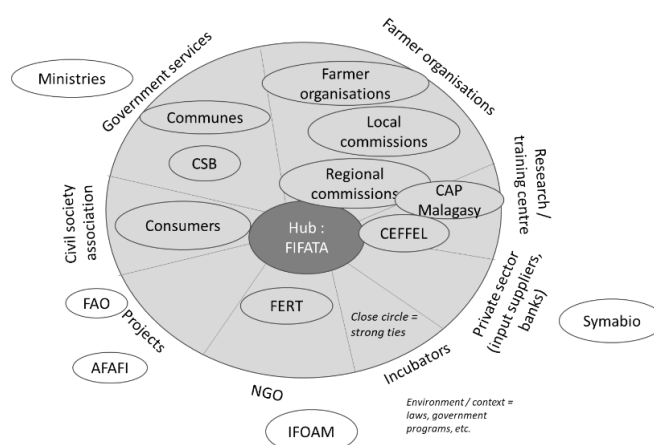 Ministries
Government services
Farmer organisations
Farmer
organisations
Communes
Local
commissions
CSB
Regional
commissions
CAP
Malagasy
Research /
training centre
Civil society
association
Consumers
Hub :
FIFATA
CEFFEL
FAO
Projects
FERT
Close circle =
strong ties
Private sector
(input suppliers,
banks)
Symabio
AFAFI
NGO
Incubators
IFOAM
Environment / context =
laws, government
programs, etc.